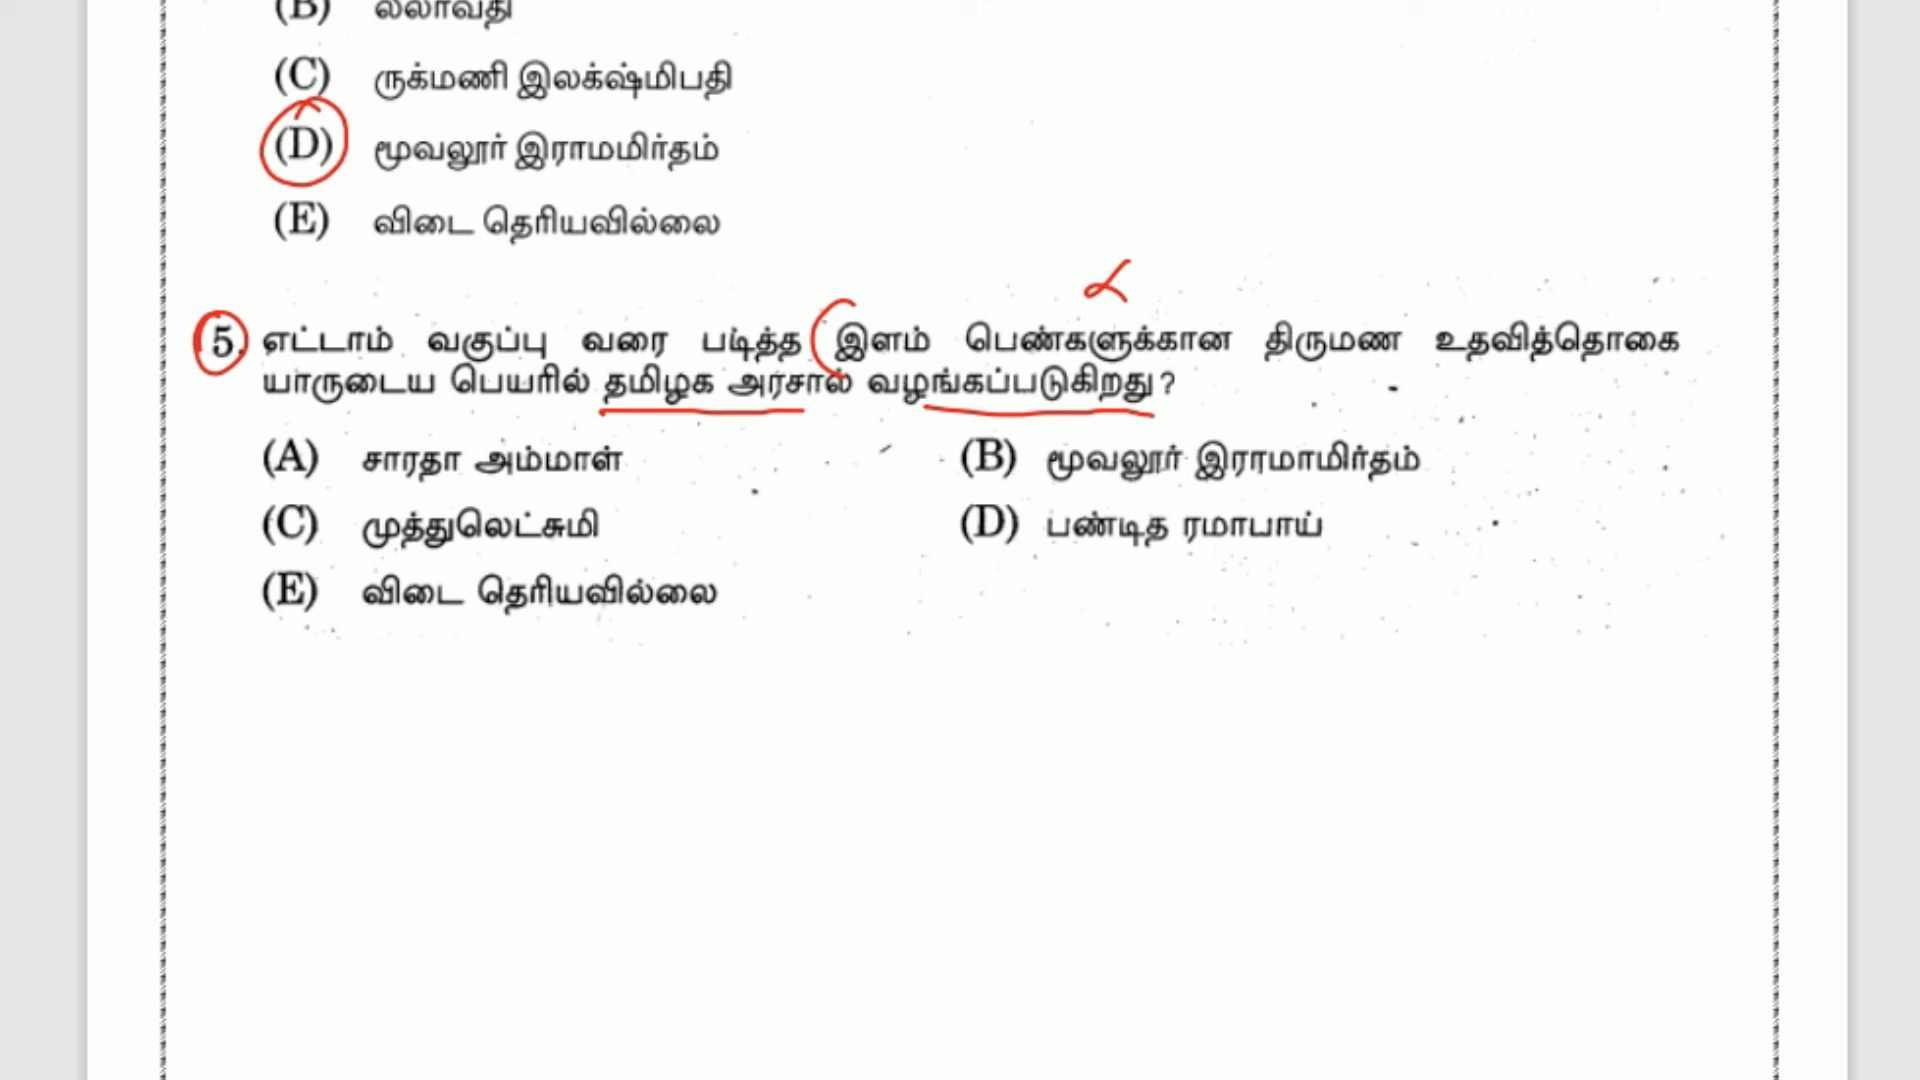 (B) லீலாவதி
(C) ருக்மணி இலக்ஷ்மிபதி
(D) மூவலூர் இராமமிர்தம்
(E) விடை தெரியவில்லை
5. எட்டாம் வகுப்பு வரை படித்த இளம் பெண்களுக்கான திருமண உதவித்தொகை
யாருடைய பெயரில் தமிழக அரசால் வழங்கப்படுகிறது?
(A) சாரதா அம்மாள் (B) மூவலூர் இராமாமிர்தம்
(C) முத்துலெட்சுமி (D) பண்டித ரமாபாய்
(E) விடை தெரியவில்லை